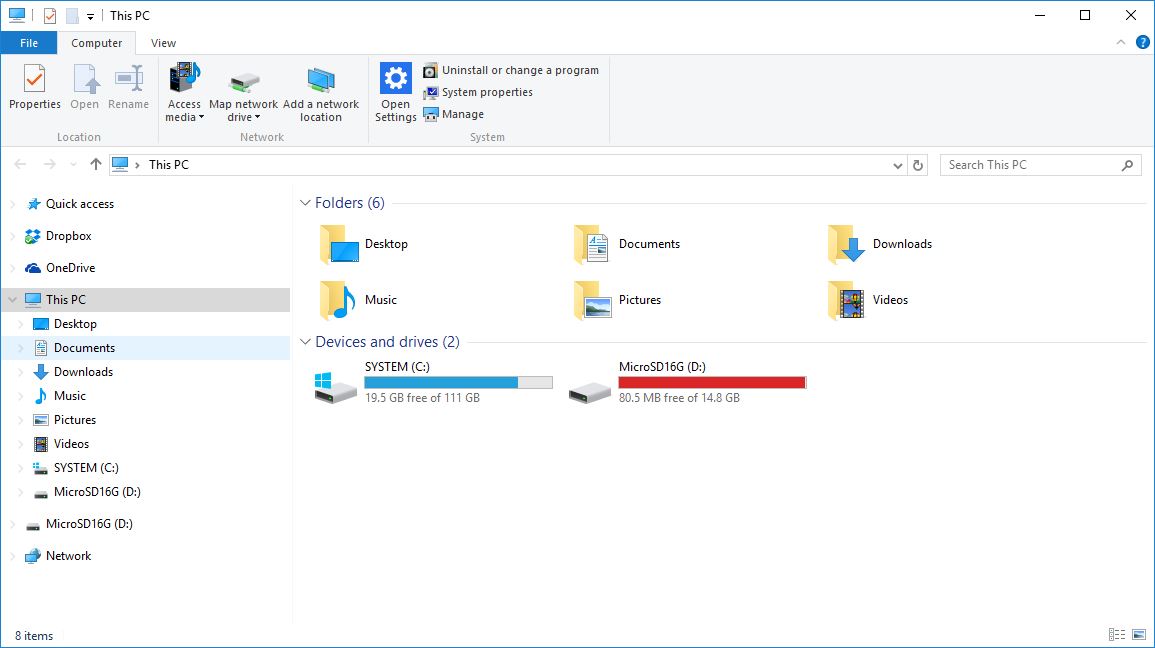 This PC
File
Computer
View
?
Properties
Open
Rename
Access media
Map network drive
Add a network location
Open Settings
Uninstall or change a program
System properties
Manage
Location
Network
System
This PC
Search This PC
Quick access
Dropbox
OneDrive
This PC
Desktop
Documents
Downloads
Music
Pictures
Videos
SYSTEM (C:)
MicroSD16G (D:)
MicroSD16G (D:)
Network
Folders (6)
Desktop
Documents
Downloads
Music
Pictures
Videos
Devices and drives (2)
SYSTEM (C:)
19.5 GB free of 111 GB
MicroSD16G (D:)
80.5 MB free of 14.8 GB
8 items